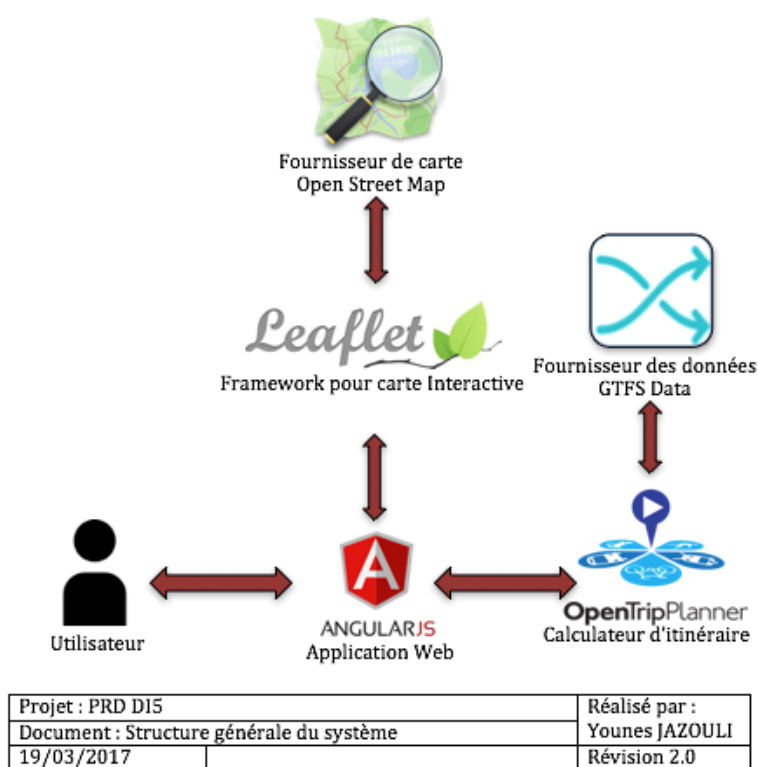 Fournisseur de carte
Open Street Map
Leaflet
Framework pour carte Interactive
Fournisseur des données
GTFS Data
Utilisateur
ANGULARJS
Application Web
OpenTripPlanner
Calculateur d'itinéraire
Projet : PRD DI5
Document : Structure générale du système
19/03/2017
Réalisé par :
Younes JAZOULI
Révision 2.0